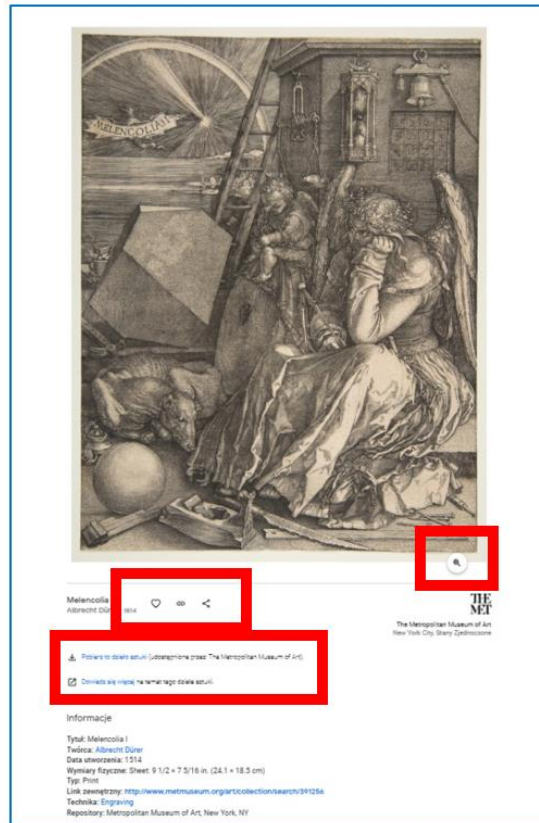 MELENCOLIA I
Melencolia
Albrecht Dür 1514
THE
MET
The Metropolitan Museum of Art
New York City, Stany Zjednoczone
Pobierz to dzieło sztuki (udostępnione przez: The Metropolitan Museum of Art).
Dowiedz się więcej na temat tego dzieła sztuki.
Informacje
Tytuł: Melencolia I
Twórca: Albrecht Dürer
Data utworzenia: 1514
Wymiary fizyczne: Sheet: 9 1/2 × 7 5/16 in. (24.1 × 18.5 cm)
Typ: Print
Link zewnętrzny: http://www.metmuseum.org/art/collection/search/391256
Technika: Engraving
Repository: Metropolitan Museum of Art, New York, NY